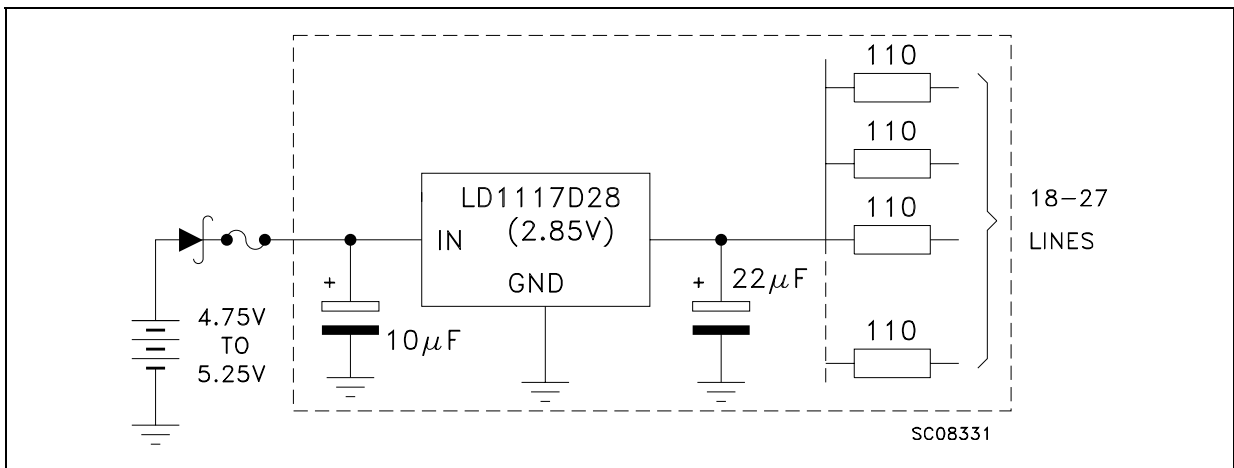 110
110
LD1117D28
(2.85V)
110
18-27
LINES
IN
GND
+
10μF
+
22μF
4.75V
TO
5.25V
110
SC08331